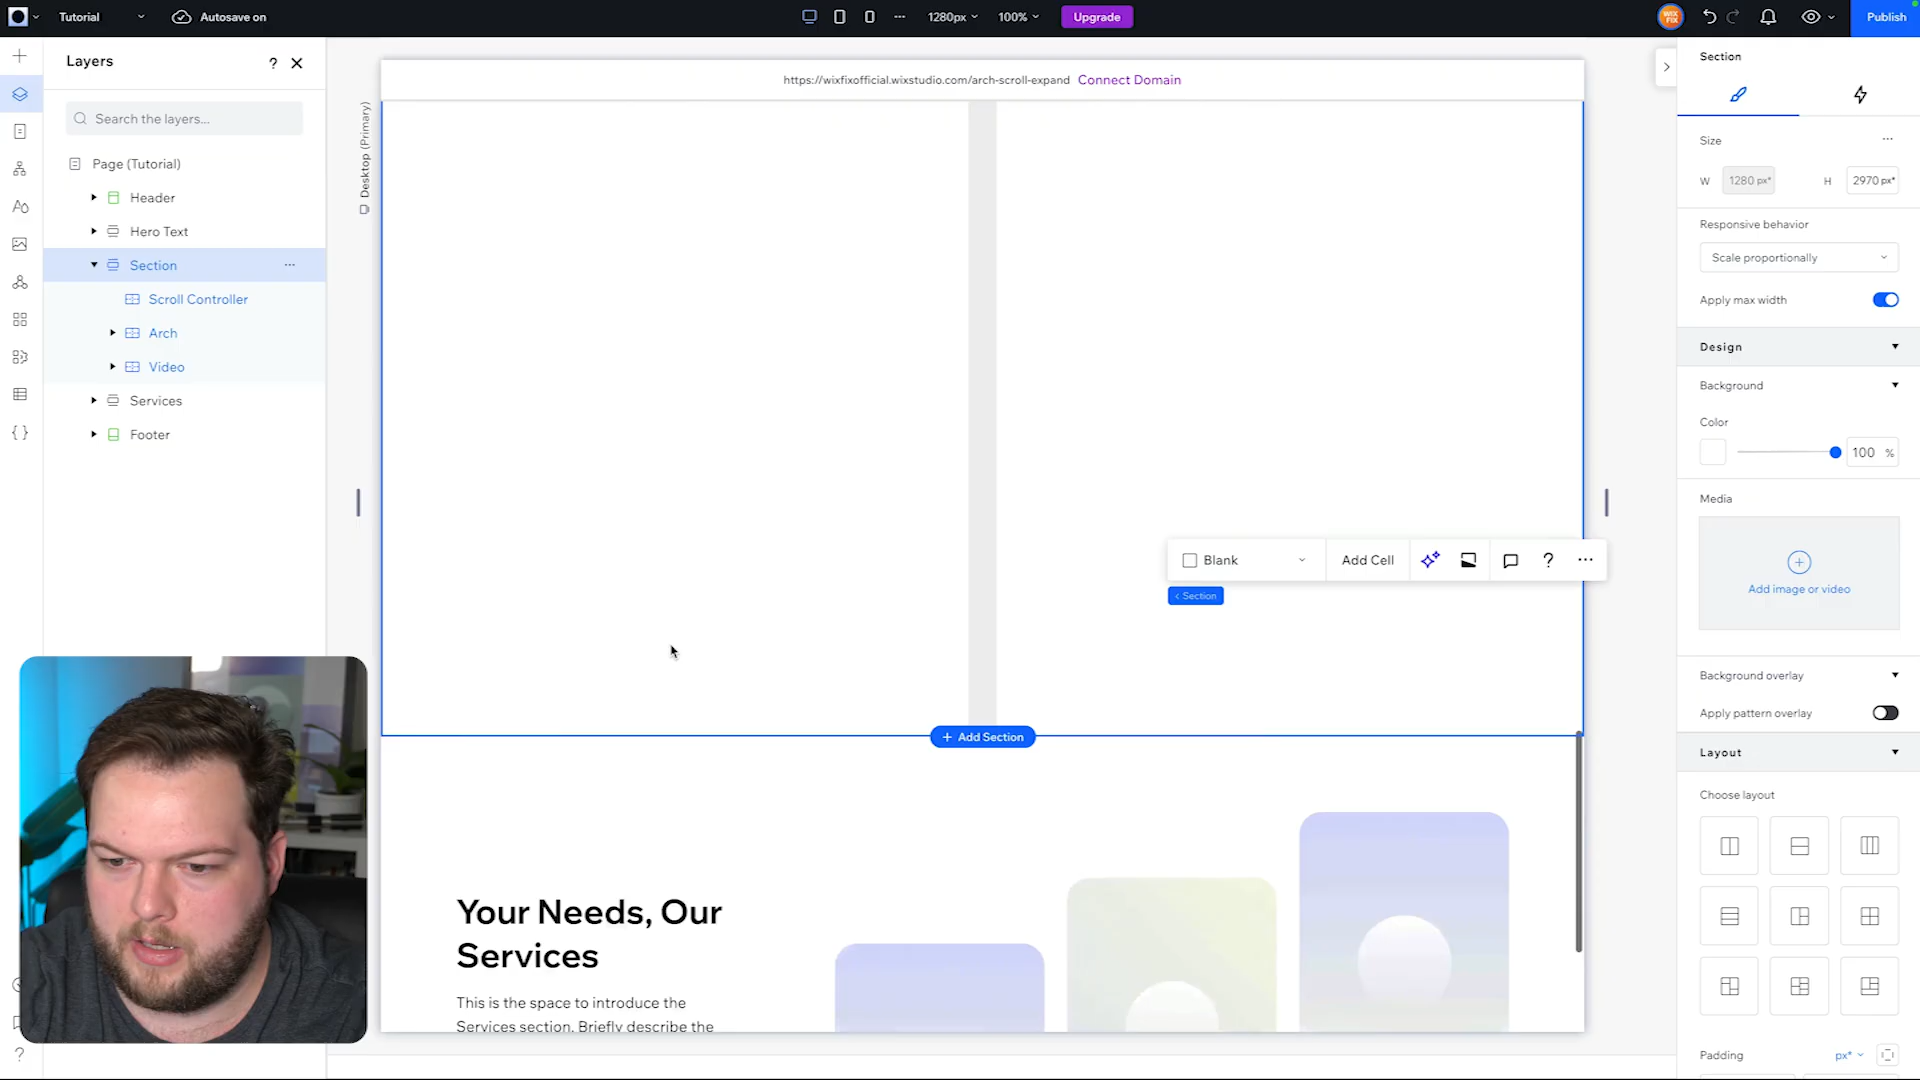 Tutorial
Autosave on
1280px
100%
Upgrade
WIX FIX
Publish
Layers
?
Search the layers...
Page (Tutorial)
Header
Hero Text
Section
Scroll Controller
Arch
Video
Services
Footer
?
Desktop (Primary)
https://wixfixofficial.wixstudio.com/arch-scroll-expand Connect Domain
Blank
Add Cell
?
< Section
+ Add Section
Your Needs, Our
Services
This is the space to introduce the
Services section. Briefly describe the
Section
Size
W 1280 px* H 2970 px*
Responsive behavior
Scale proportionally
Apply max width
Design
Background
Color
100 %
Media
Add image or video
Background overlay
Apply pattern overlay
Layout
Choose layout
Padding px*